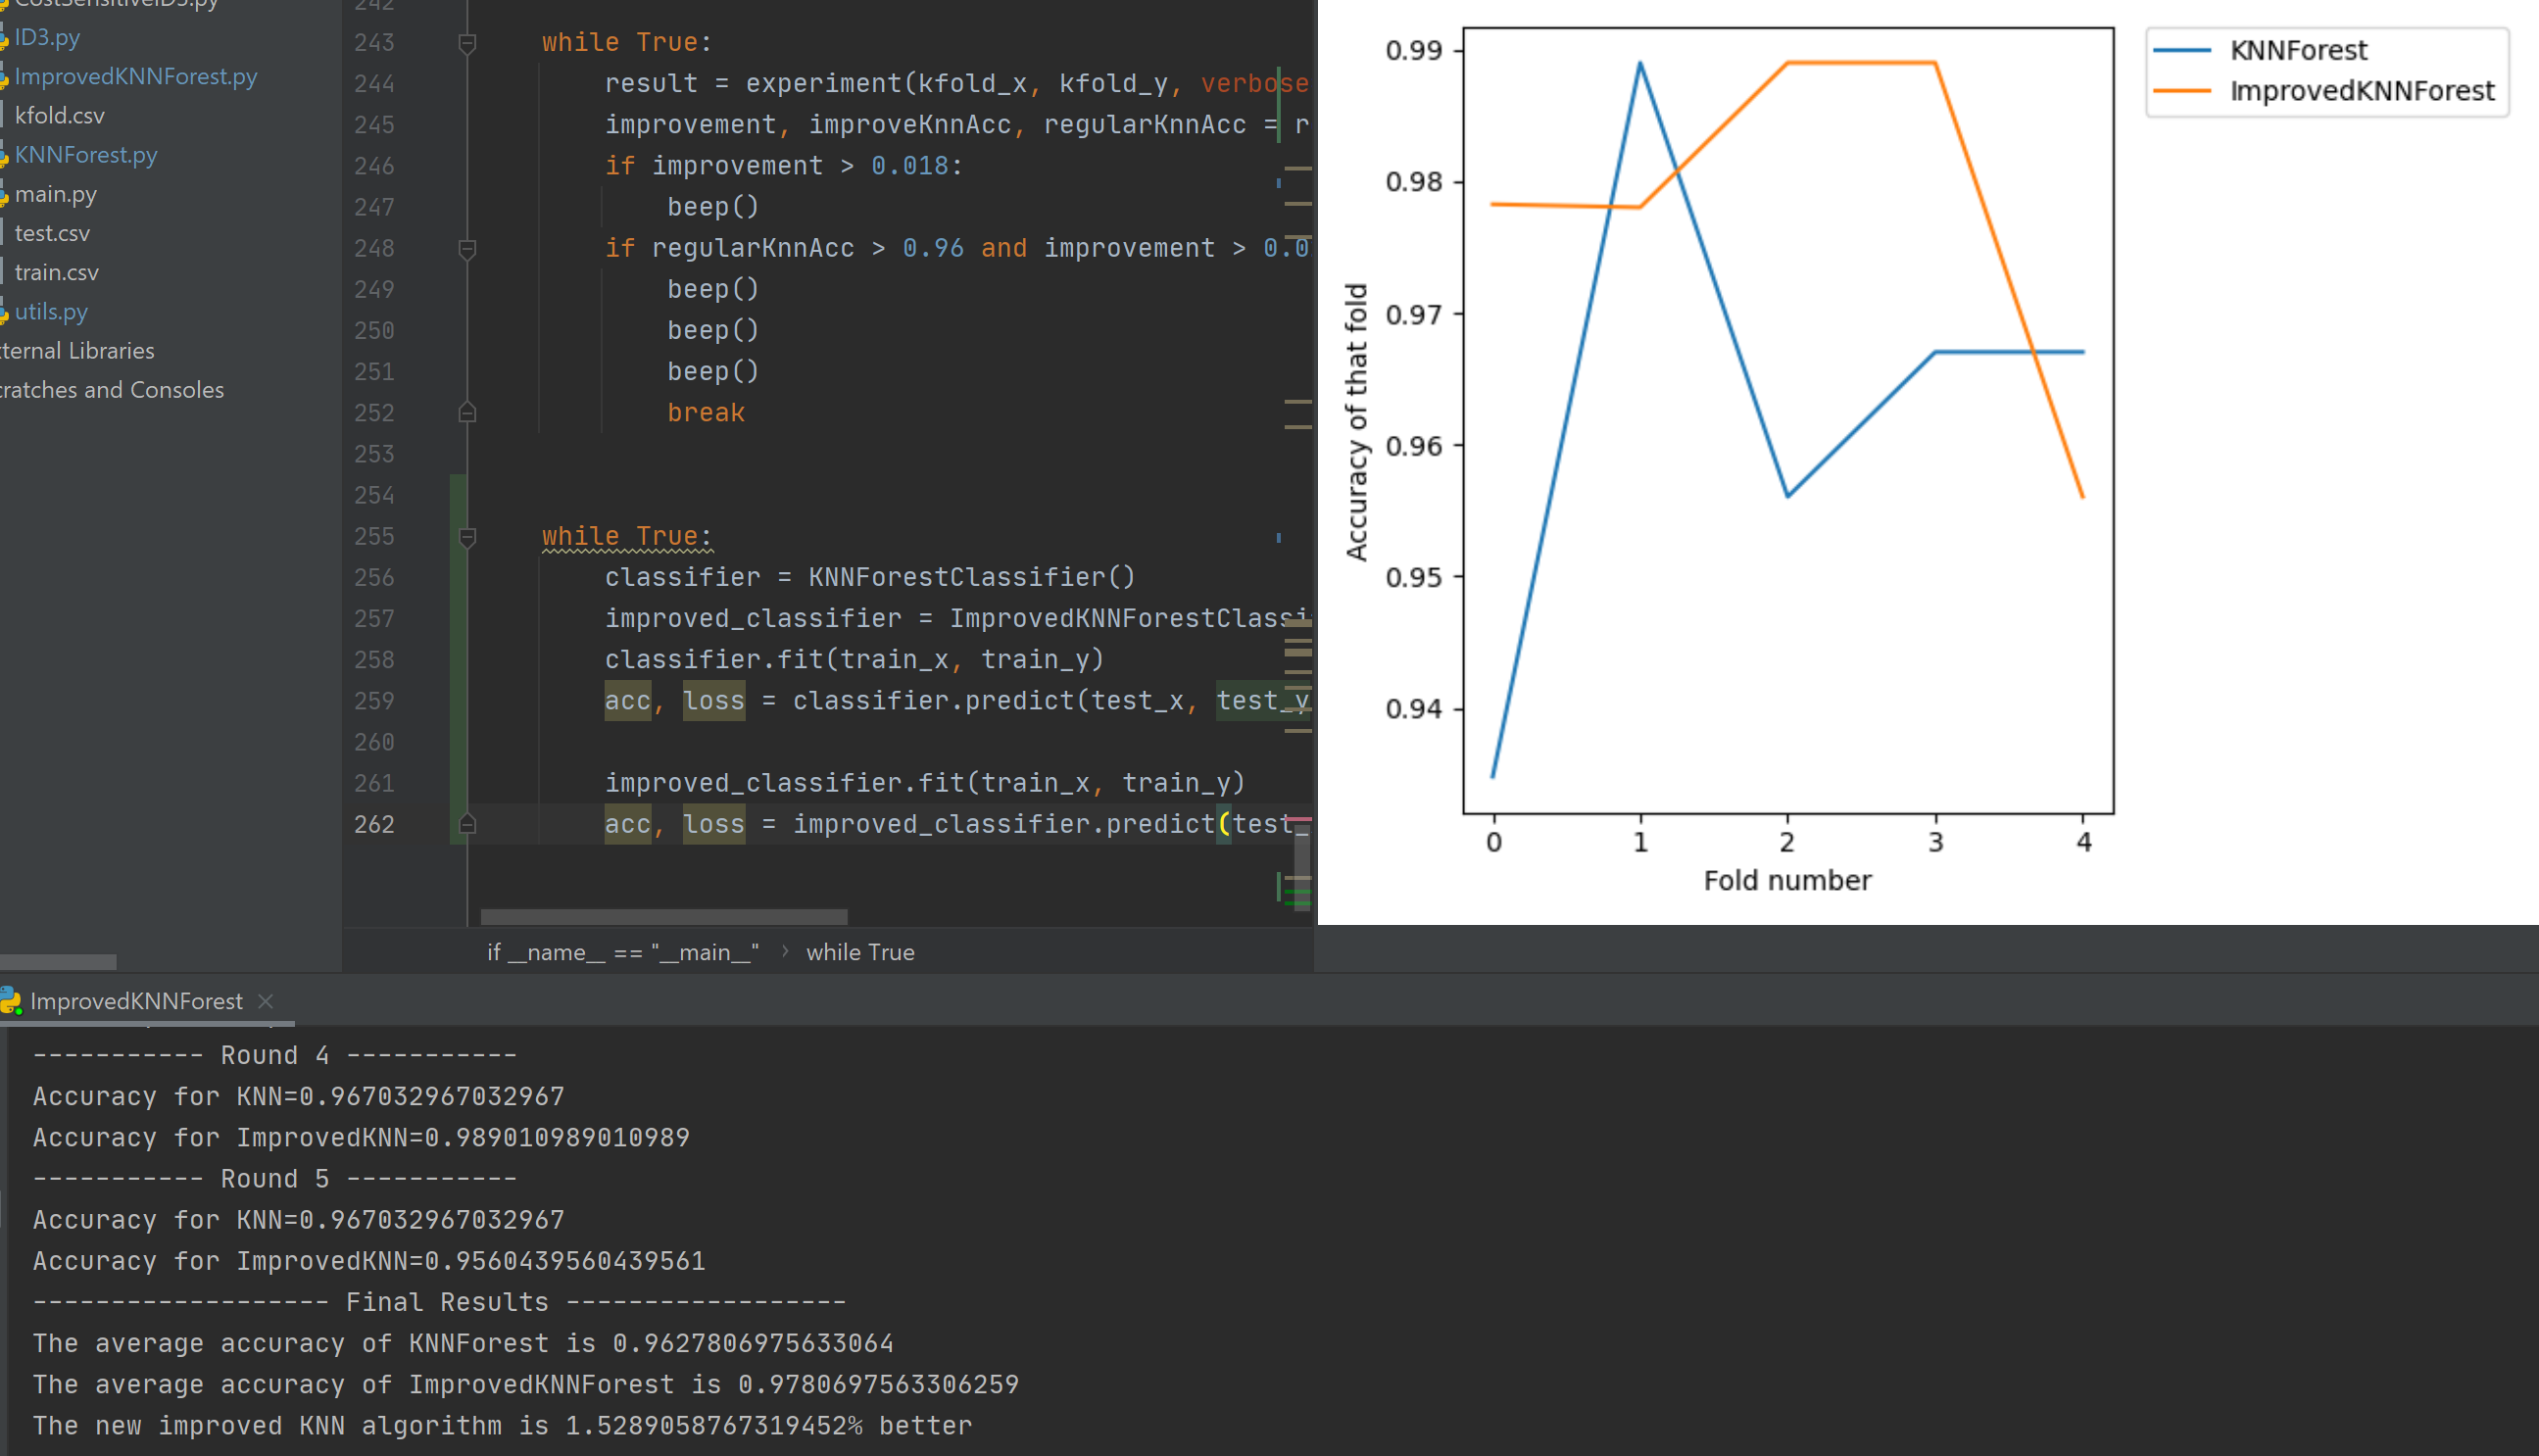 ID3.py
ImprovedKNNForest.py
kfold.csv
KNNForest.py
main.py
test.csv
train.csv
utils.py
ternal Libraries
cratches and Consoles
242
243 while True:
244 result = experiment(kfold_x, kfold_y, verbose
245 improvement, improveKnnAcc, regularKnnAcc = r
246 if improvement > 0.018:
247 beep()
248 if regularKnnAcc > 0.96 and improvement > 0.0
249 beep()
250 beep()
251 beep()
252 break
253
254
255 while True:
256 classifier = KNNForestClassifier()
257 improved_classifier = ImprovedKNNForestClassi
258 classifier.fit(train_x, train_y)
259 acc, loss = classifier.predict(test_x, test_y
260
261 improved_classifier.fit(train_x, train_y)
262 acc, loss = improved_classifier.predict(test_
if __name__ == "__main__" › while True
KNNForest
ImprovedKNNForest
0.99
0.98
0.97
0.96
0.95
0.94
Accuracy of that fold
0 1 2 3 4
Fold number
ImprovedKNNForest ×
----------- Round 4 -----------
Accuracy for KNN=0.967032967032967
Accuracy for ImprovedKNN=0.989010989010989
----------- Round 5 -----------
Accuracy for KNN=0.967032967032967
Accuracy for ImprovedKNN=0.9560439560439561
------------------- Final Results ------------------
The average accuracy of KNNForest is 0.9627806975633064
The average accuracy of ImprovedKNNForest is 0.9780697563306259
The new improved KNN algorithm is 1.5289058767319452% better